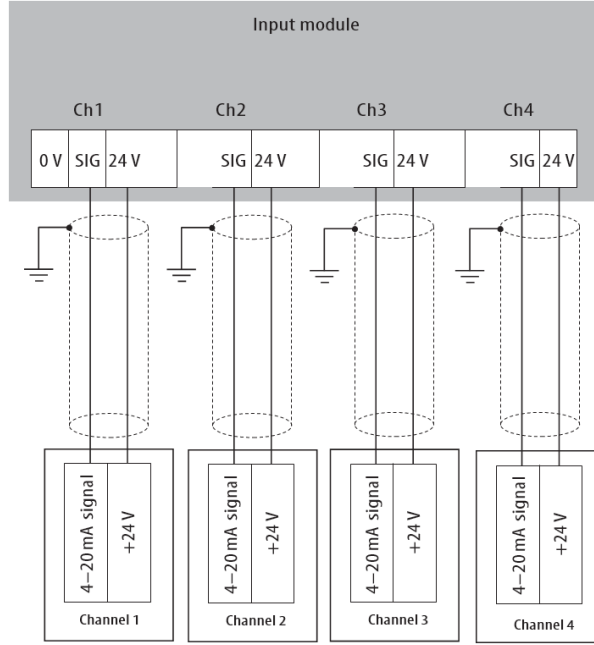 Input module
Ch1 Ch2 Ch3 Ch4
0 V SIG 24 V SIG 24 V SIG 24 V SIG 24 V
4–20 mA signal +24 V 4–20 mA signal +24 V 4–20 mA signal +24 V 4–20 mA signal +24 V
Channel 1 Channel 2 Channel 3 Channel 4